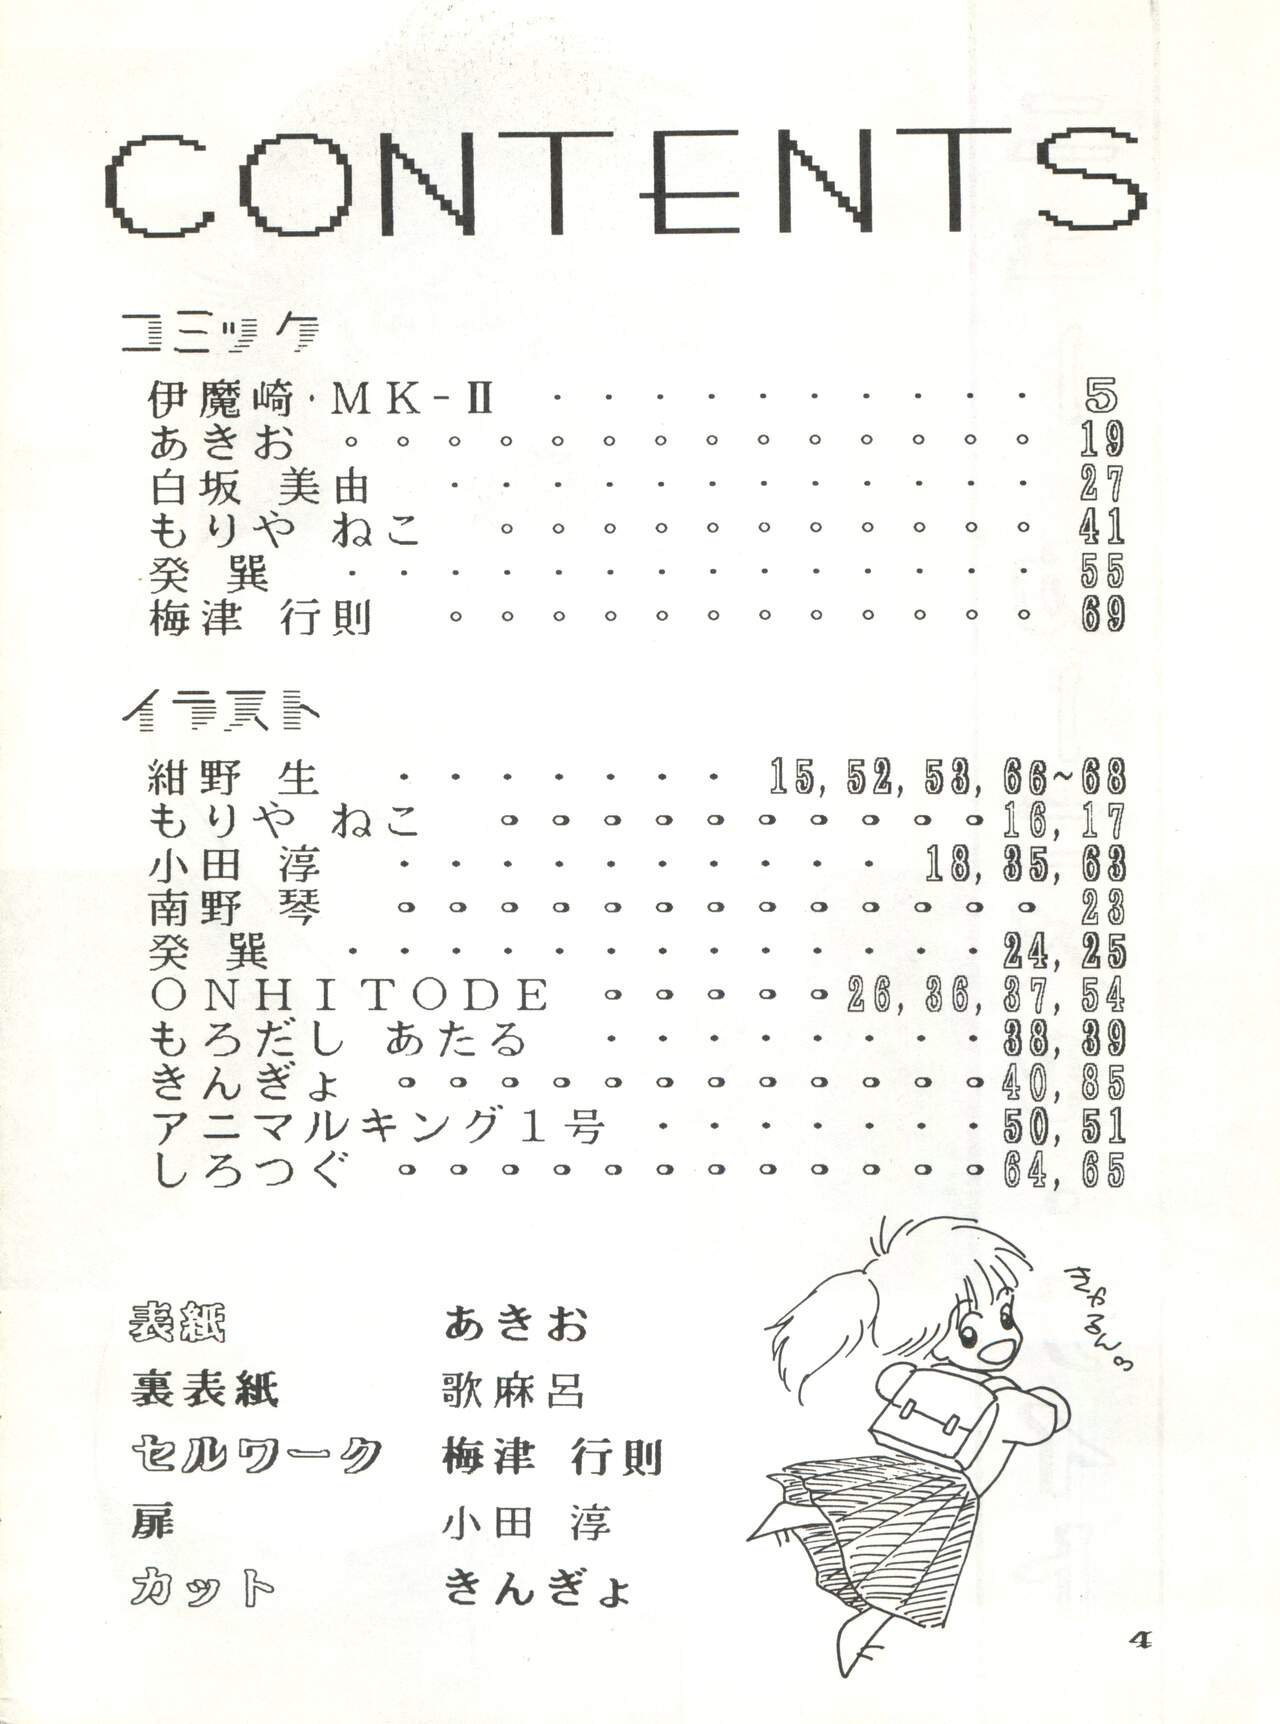 CONTENTS
コミック
伊魔崎・MK-Ⅱ ・・・・・・・・・・ 5
あきお 。。。。。。。。。。。。。。 19
白坂 美由 ・・・・・・・・・・・・ 27
もりや ねこ 。。。。。。。。。。。 41
癸 巽 ・・・・・・・・・・・・・・ 55
梅津 行則 。。。。。。。。。。。。 69
イラスト
紺野 生 ・・・・・・・ 15, 52, 53, 66~68
もりや ねこ 。。。。。。。。。。 16, 17
小田 淳 ・・・・・・・・・・ 18, 35, 63
南野 琴 。。。。。。。。。。。。。 23
癸 巽 ・・・・・・・・・・・・・ 24, 25
ONHITODE 。。。。。 26, 36, 37, 54
もろだし あたる ・・・・・・・・ 38, 39
きんぎょ 。。。。。。。。。。。。 40, 85
アニマルキング1号 ・・・・・・・ 50, 51
しろつぐ 。。。。。。。。。。。。 64, 65
表紙 あきお
裏表紙 歌麻呂
セルワーク 梅津 行則
扉 小田 淳
カット きんぎょ
きゃるん。
4